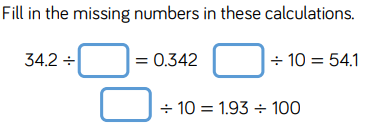 Fill in the missing numbers in these calculations.
34.2 ÷ = 0.342 ÷ 10 = 54.1
÷ 10 = 1.93 ÷ 100